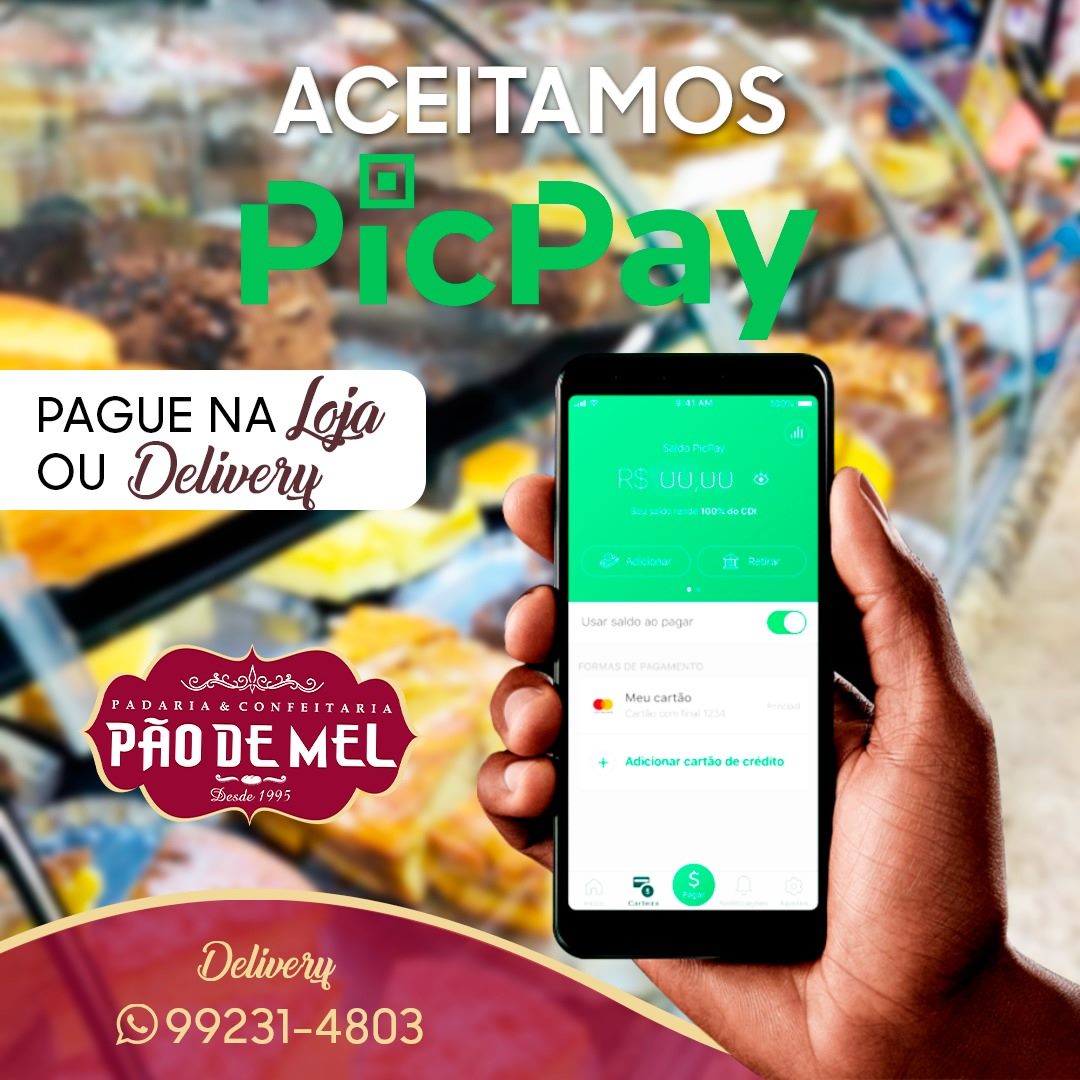 ACEITAMOS
PicPay
PAGUE NA Loja
OU Delivery
9:41 AM
100%
Saldo PicPay
R$ 00,00
Seu saldo rende 100% do CDI
Adicionar
Retirar
Usar saldo ao pagar
FORMAS DE PAGAMENTO
Meu cartão
Cartão com final 1234
Principal
+ Adicionar cartão de crédito
$
Pagar
Início
Carteira
Notificações
Ajustes
PADARIA & CONFEITARIA
PÃO DE MEL
Desde 1995
Delivery
99231-4803